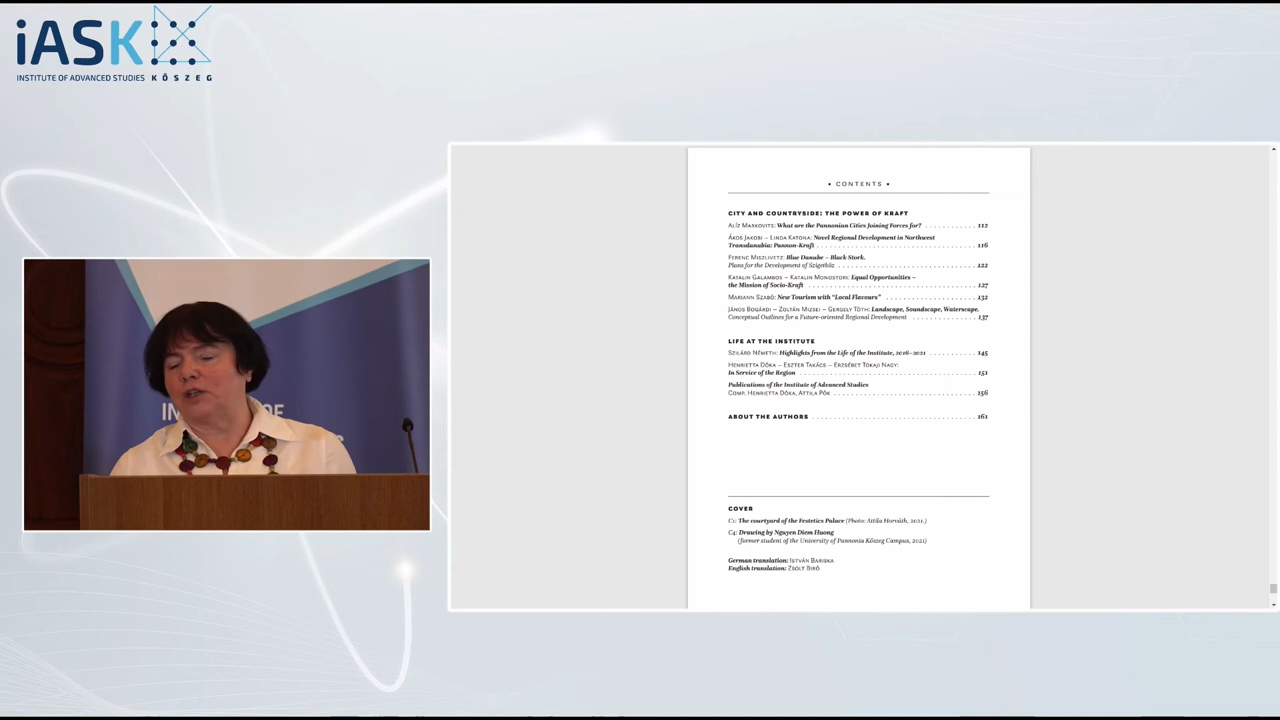 iASK
INSTITUTE OF ADVANCED STUDIES KŐSZEG
• CONTENTS •
CITY AND COUNTRYSIDE: THE POWER OF KRAFT
ALÍZ MARKOVITS: What are the Pannonian Cities Joining Forces for? . . . . . . . . . . . . 112
ÁKOS JAKOBI – LINDA KATONA: Novel Regional Development in Northwest
Transdanubia: Pannon-Kraft . . . . . . . . . . . . . . . . . . . . . . . . . . . . . . . . . . . 116
FERENC MISZLIVETZ: Blue Danube – Black Stork.
Plans for the Development of Szigetköz . . . . . . . . . . . . . . . . . . . . . . . . . . . . . . 122
KATALIN GALAMBOS – KATALIN MONOSTORI: Equal Opportunities –
the Mission of Socio-Kraft . . . . . . . . . . . . . . . . . . . . . . . . . . . . . . . . . . . . . 127
MARIANN SZABÓ: New Tourism with "Local Flavours" . . . . . . . . . . . . . . . . . . . . 132
JÁNOS BOGÁRDI – ZOLTÁN MIZSEI – GERGELY TÓTH: Landscape, Soundscape, Waterscape.
Conceptual Outlines for a Future-oriented Regional Development . . . . . . . . . . . . . . 137
LIFE AT THE INSTITUTE
SZILÁRD NÉMETH: Highlights from the Life of the Institute, 2016–2021 . . . . . . . . . . . 145
HENRIETTA DÓKA – ESZTER TAKÁCS – ERZSÉBET TOKAJI NAGY:
In Service of the Region . . . . . . . . . . . . . . . . . . . . . . . . . . . . . . . . . . . . . . 151
Publications of the Institute of Advanced Studies
COMP. HENRIETTA DÓKA, ATTILA PÓK . . . . . . . . . . . . . . . . . . . . . . . . . . . . . . 156
ABOUT THE AUTHORS . . . . . . . . . . . . . . . . . . . . . . . . . . . . . . . . . . . 161
COVER
C1: The courtyard of the Festetics Palace (Photo: Attila Horváth, 2021.)
C4: Drawing by Nguyen Diem Huong
(former student of the University of Pannonia Kőszeg Campus, 2021)
German translation: ISTVÁN BARISKA
English translation: ZSOLT BIRÓ